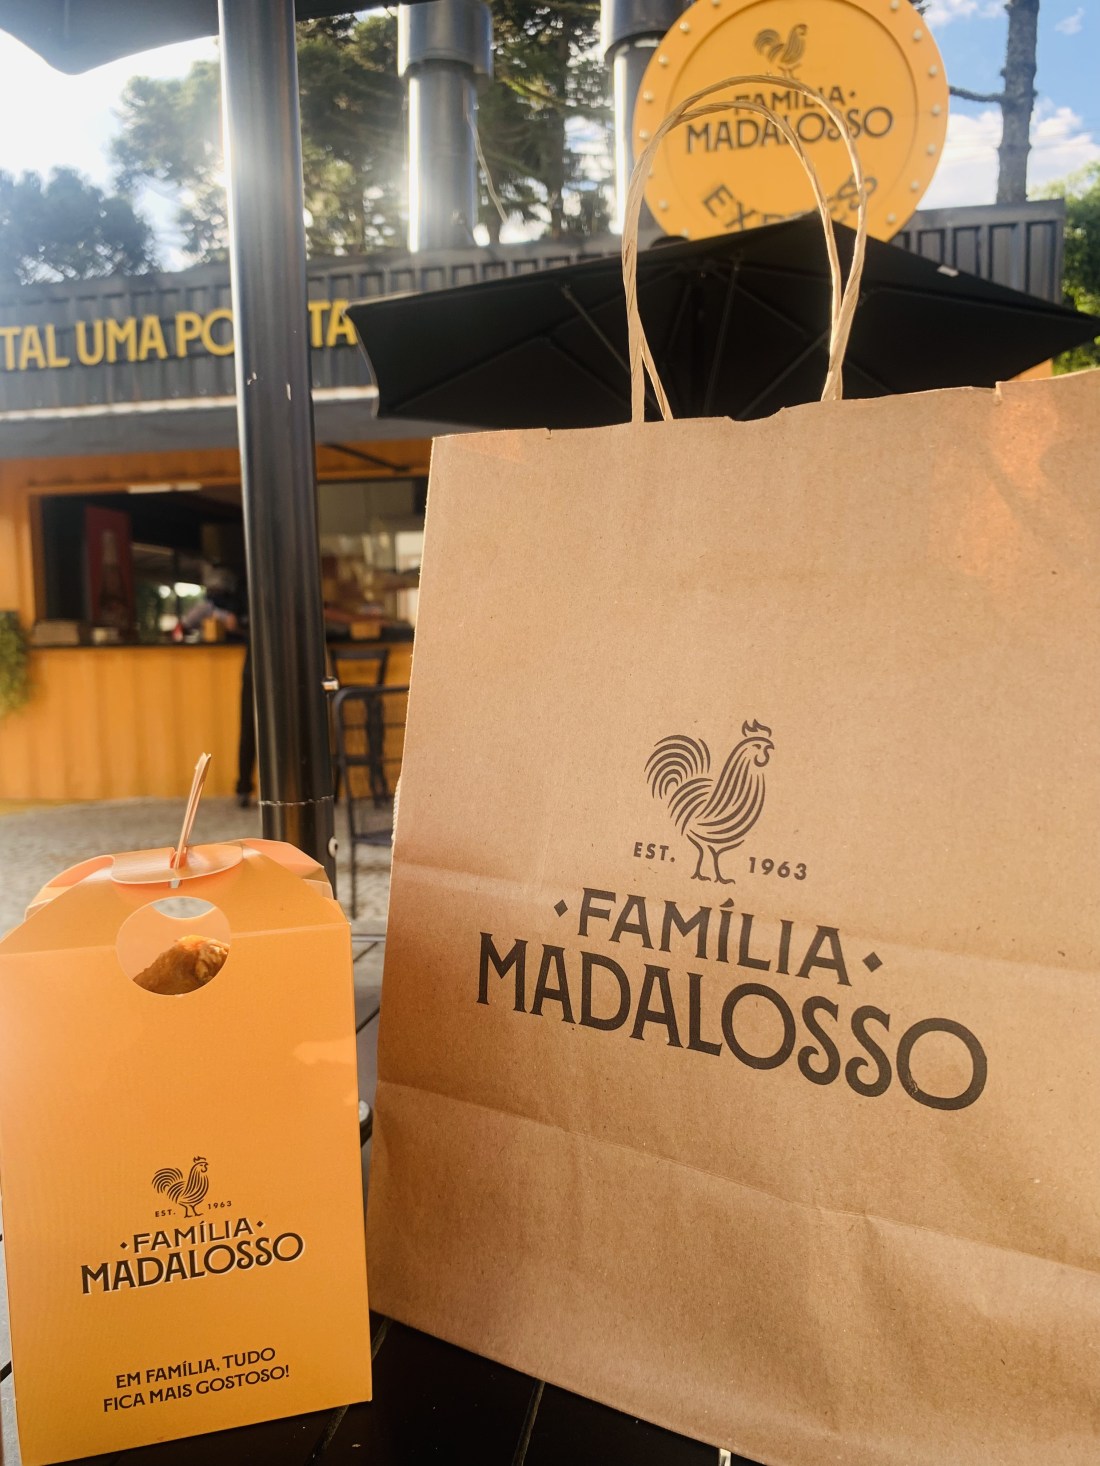 FAMÍLIA
MADALOSSO
EXPRESS
TAL UMA PO
EST. 1963
FAMÍLIA
MADALOSSO
EST. 1963
FAMÍLIA
MADALOSSO
EM FAMÍLIA, TUDO
FICA MAIS GOSTOSO!